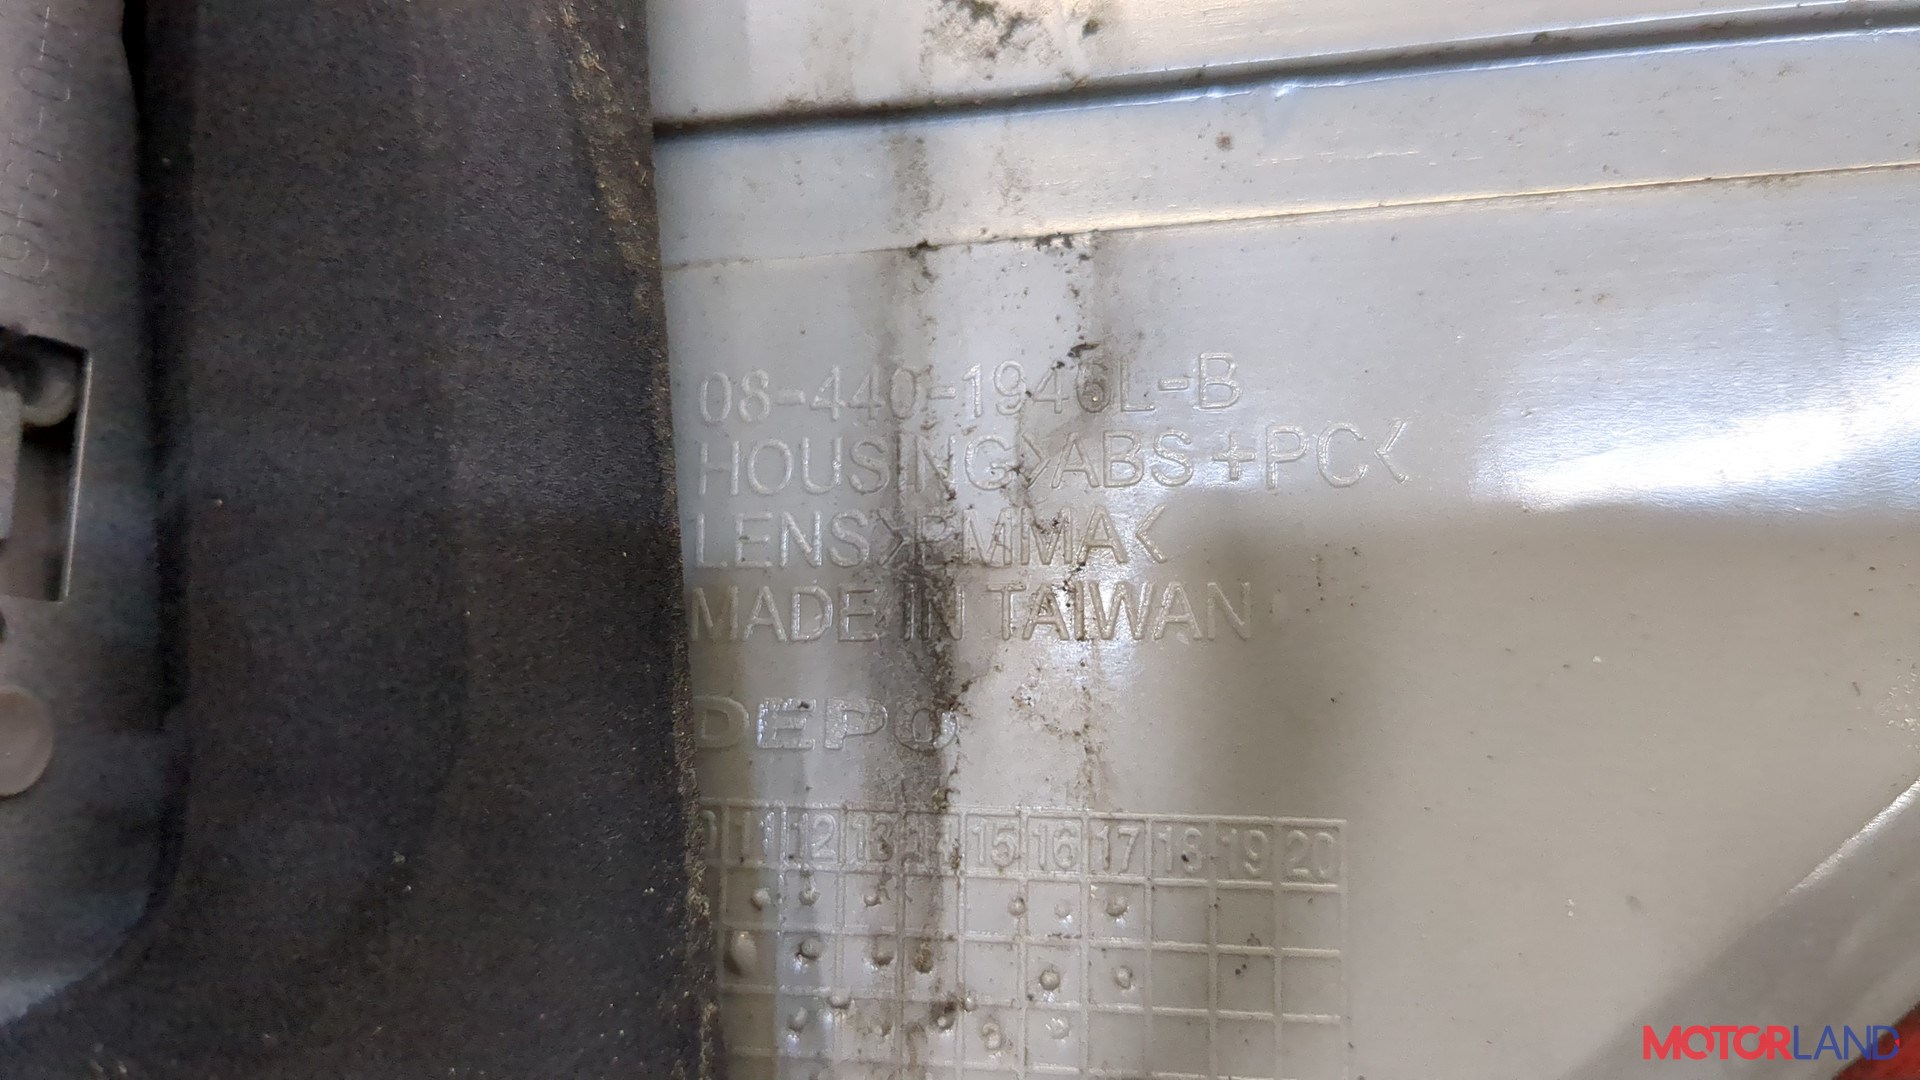 08-440-1946L-B
HOUSING>ABS+PC<
LENS>PMMA<
MADE IN TAIWAN
DEPO
11 12 13 14 15 16 17 18 19 20
MOTORLAND